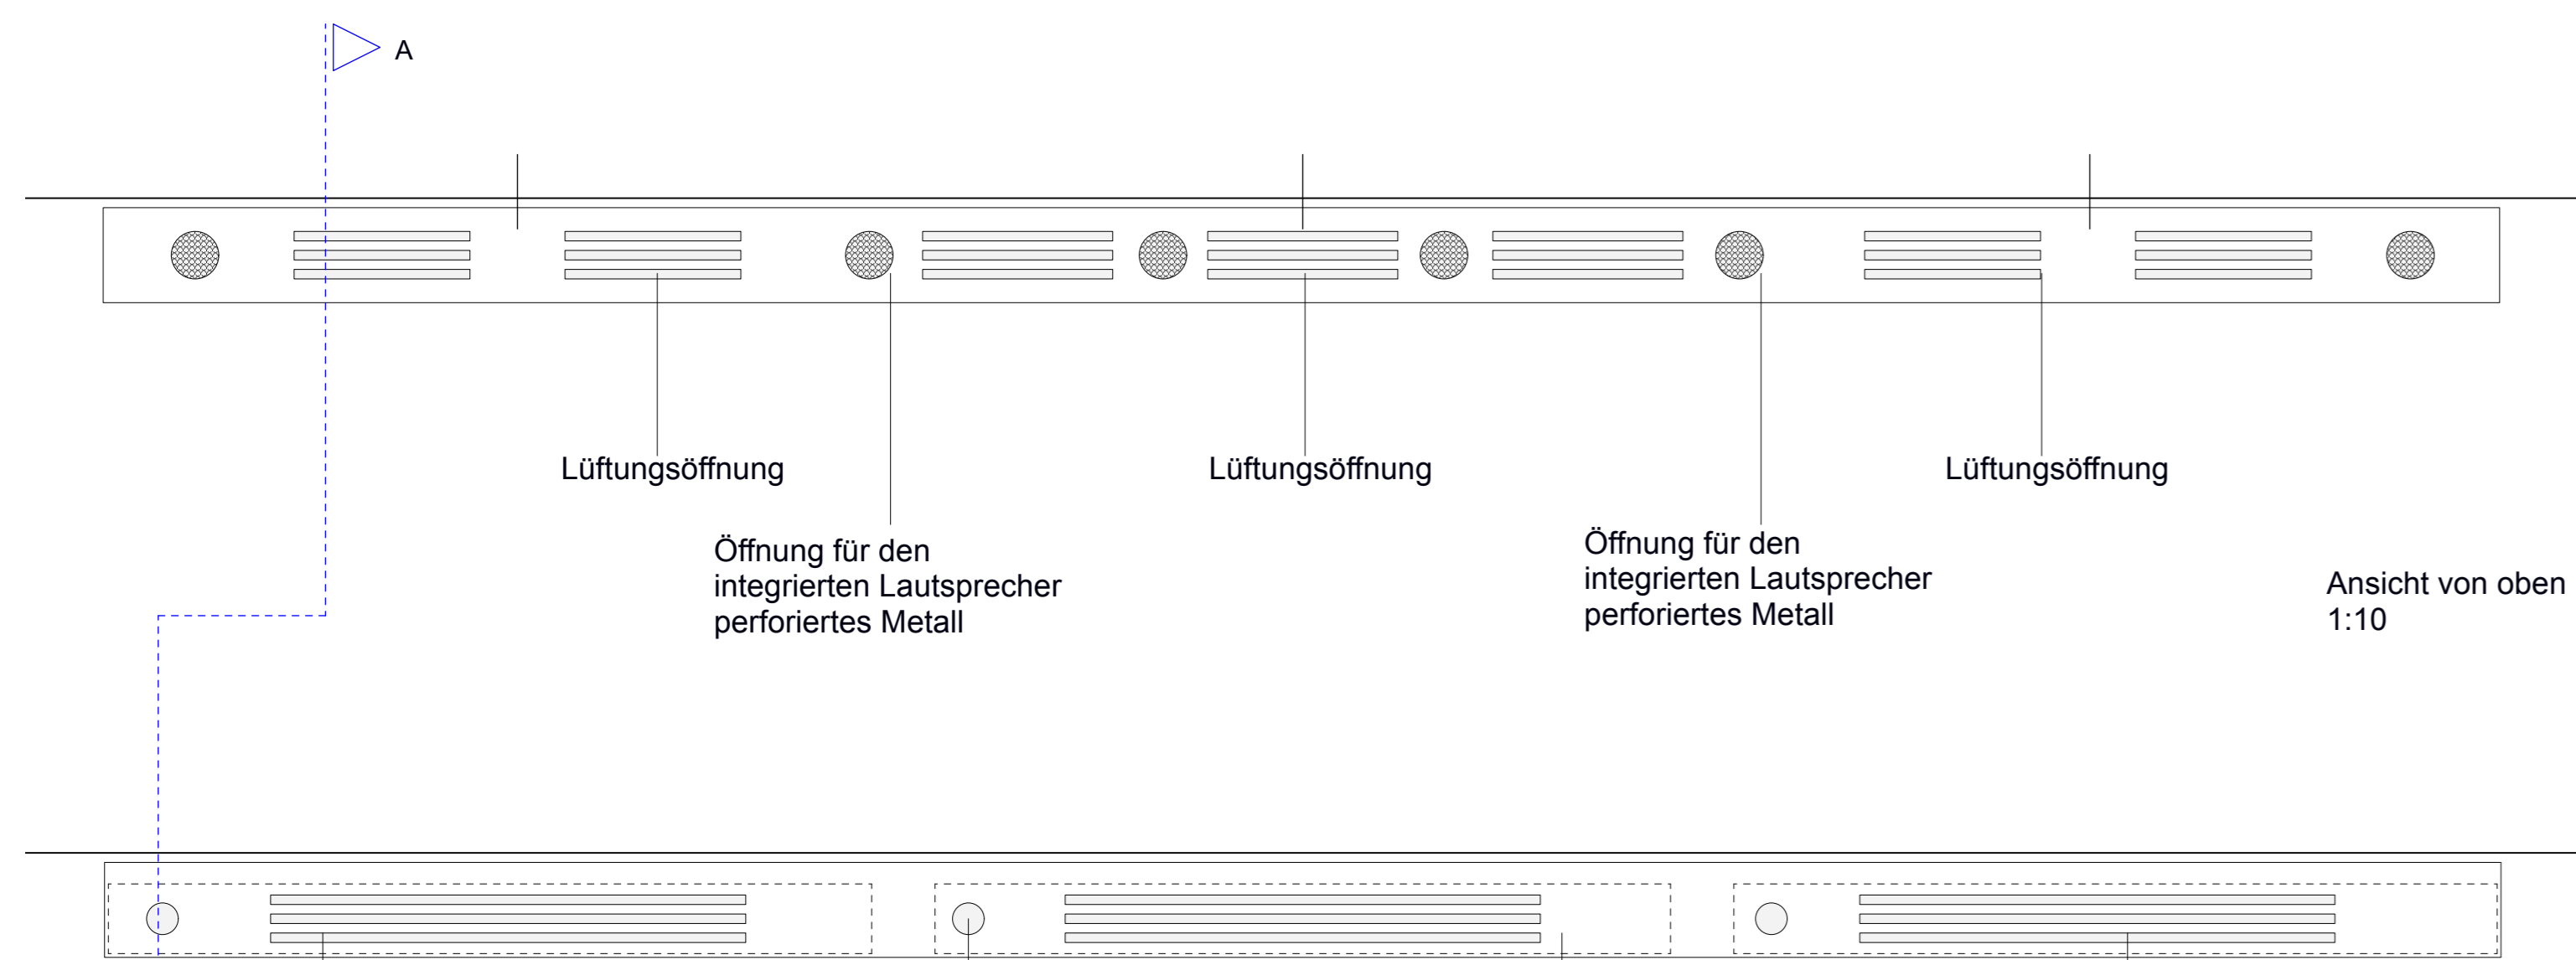 A
Lüftungsöffnung
Lüftungsöffnung
Lüftungsöffnung
Öffnung für den
integrierten Lautsprecher
perforiertes Metall
Öffnung für den
integrierten Lautsprecher
perforiertes Metall
Ansicht von oben
1:10